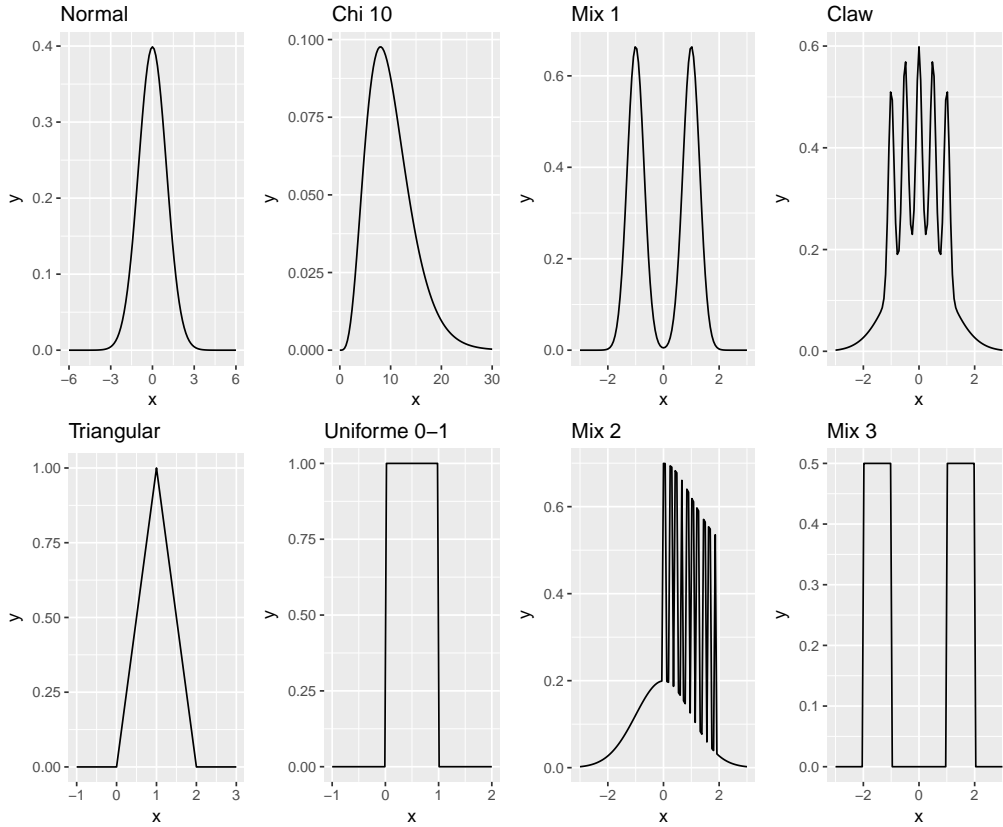 Normal
Chi 10
Mix 1
Claw
0.4
0.3
0.2
0.1
0.0
y
−6 −3 0 3 6
x
0.100
0.075
0.050
0.025
0.000
y
0 10 20 30
x
0.6
0.4
0.2
0.0
y
−2 0 2
x
0.6
0.4
0.2
0.0
y
−2 0 2
x
Triangular
Uniforme 0−1
Mix 2
Mix 3
1.00
0.75
0.50
0.25
0.00
y
−1 0 1 2 3
x
1.00
0.75
0.50
0.25
0.00
y
−1 0 1 2
x
0.6
0.4
0.2
0.0
y
−2 0 2
x
0.5
0.4
0.3
0.2
0.1
0.0
y
−2 0 2
x